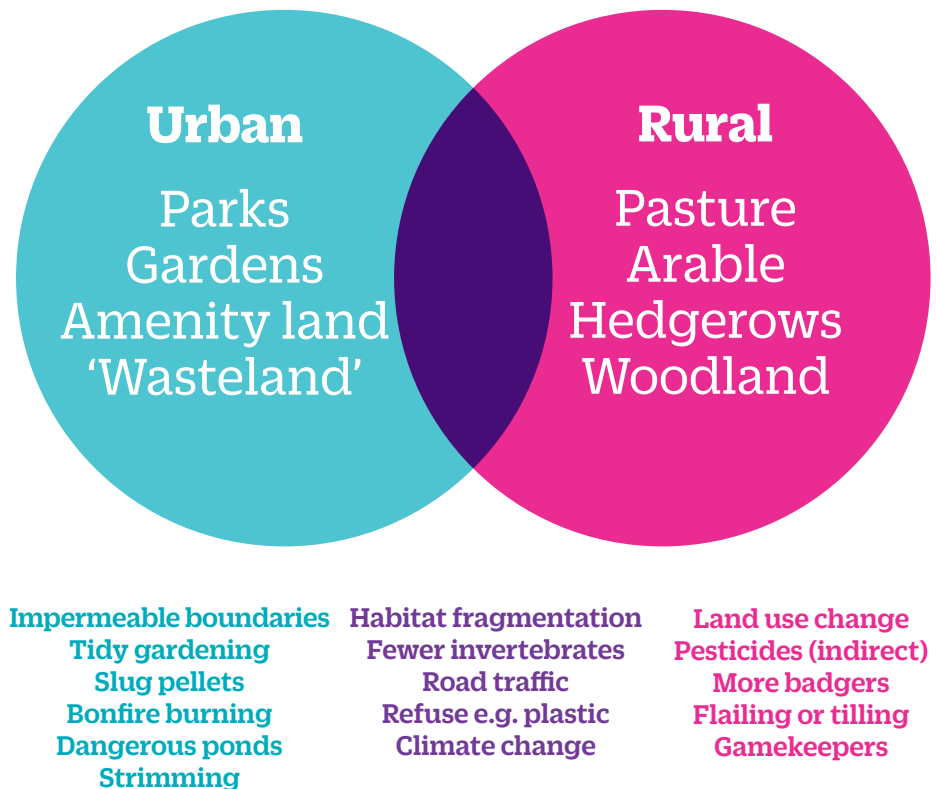 Urban
Parks
Gardens
Amenity land
‘Wasteland’
Rural
Pasture
Arable
Hedgerows
Woodland
Impermeable boundaries
Tidy gardening
Slug pellets
Bonfire burning
Dangerous ponds
Strimming
Habitat fragmentation
Fewer invertebrates
Road traffic
Refuse e.g. plastic
Climate change
Land use change
Pesticides (indirect)
More badgers
Flailing or tilling
Gamekeepers